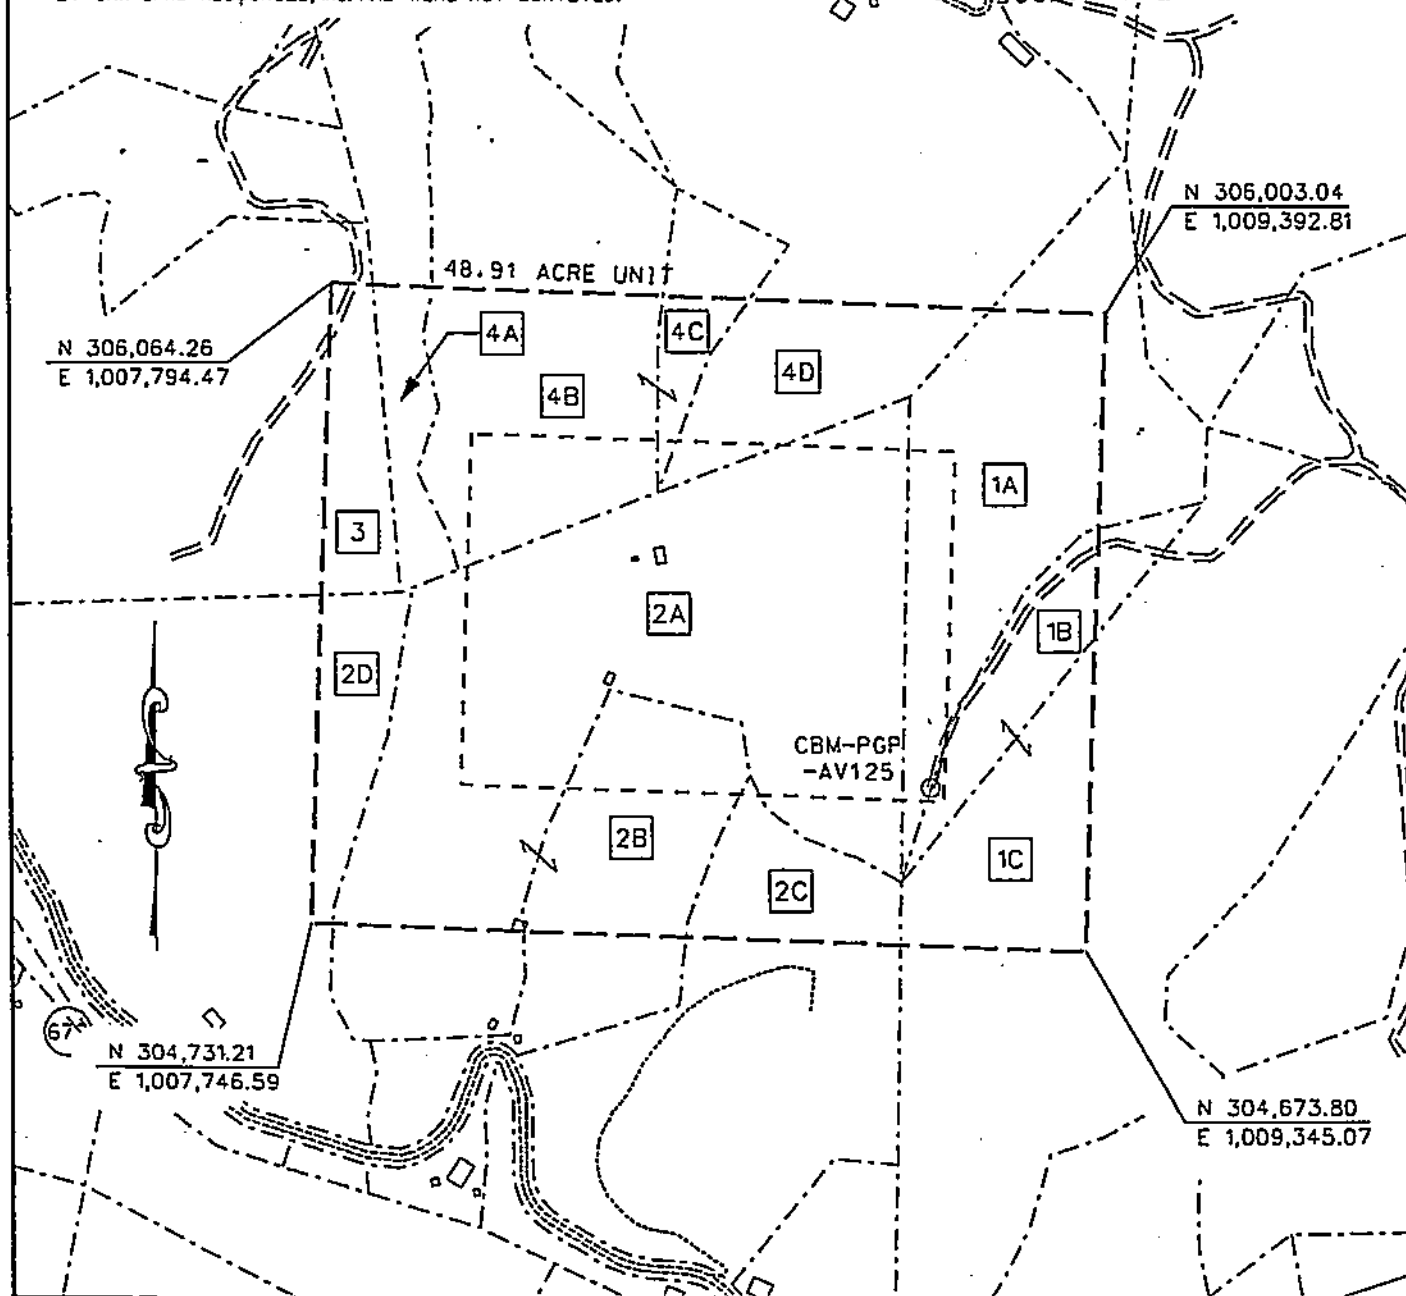 N 306,003.04
E 1,009,392.81
48.91 ACRE UNIT
N 306,064.26
E 1,007,794.47
4A
4C
4D
4B
1A
3
2A
1B
2D
CBM-PGP
-AV125
2B
1C
2C
67
N 304,731.21
E 1,007,746.59
N 304,673.80
E 1,009,345.07